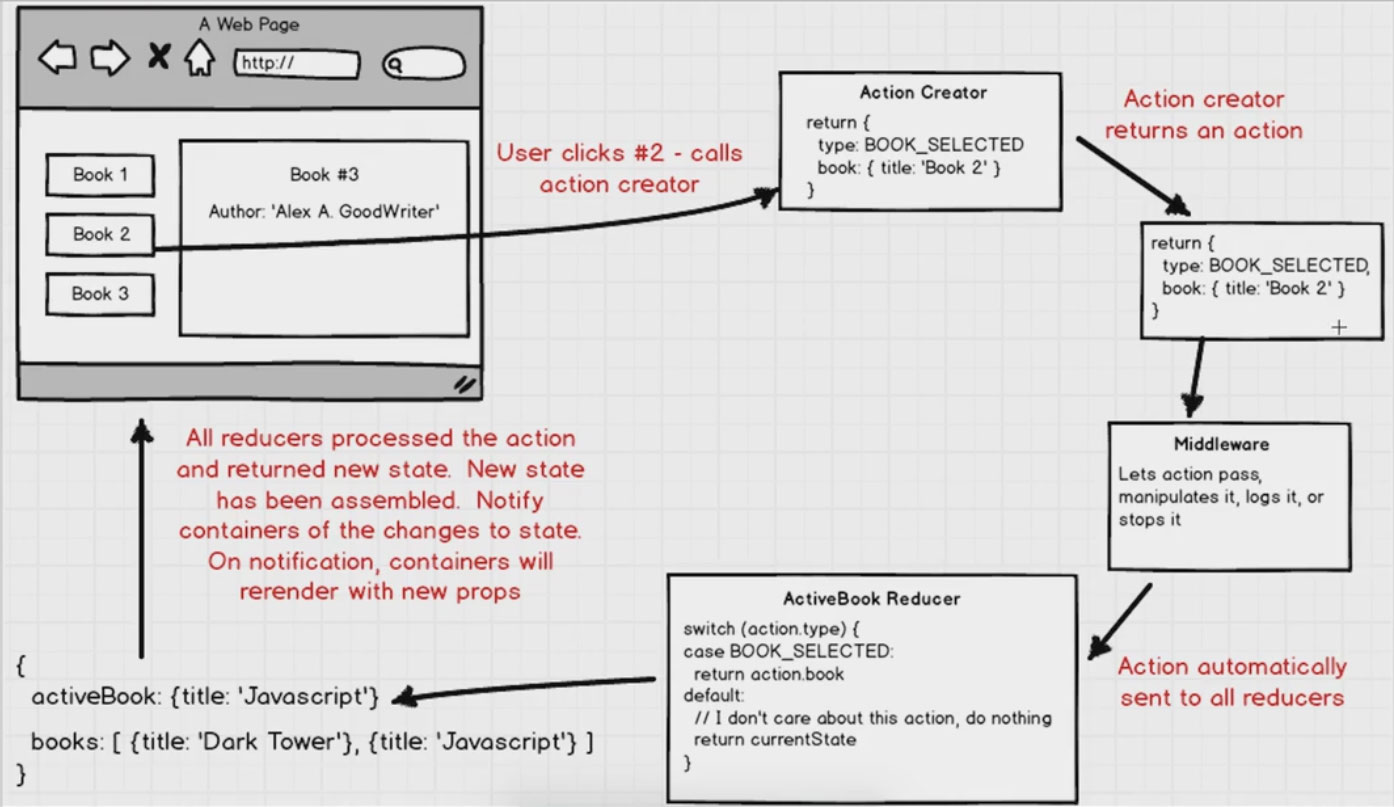 A Web Page
http://
Book 1
Book 2
Book 3
Book #3
Author: 'Alex A. GoodWriter'
User clicks #2 - calls
action creator
Action Creator
return {
type: BOOK_SELECTED
book: { title: 'Book 2' }
}
Action creator
returns an action
return {
type: BOOK_SELECTED,
book: { title: 'Book 2' }
}
Middleware
Lets action pass,
manipulates it, logs it, or
stops it
Action automatically
sent to all reducers
ActiveBook Reducer
switch (action.type) {
case BOOK_SELECTED:
return action.book
default:
// I don't care about this action, do nothing
return currentState
}
{
activeBook: {title: 'Javascript'}
books: [ {title: 'Dark Tower'}, {title: 'Javascript'} ]
}
All reducers processed the action
and returned new state. New state
has been assembled. Notify
containers of the changes to state.
On notification, containers will
rerender with new props